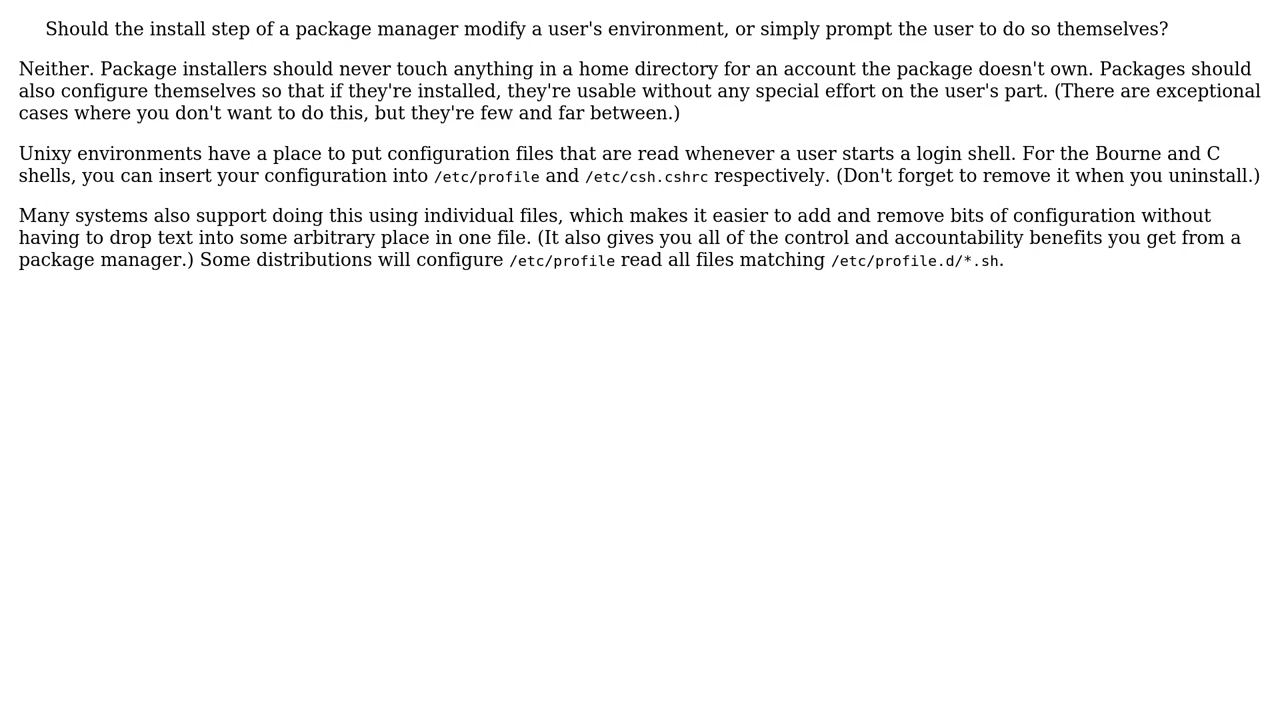 Should the install step of a package manager modify a user's environment, or simply prompt the user to do so themselves?
Neither. Package installers should never touch anything in a home directory for an account the package doesn't own. Packages should
also configure themselves so that if they're installed, they're usable without any special effort on the user's part. (There are exceptional
cases where you don't want to do this, but they're few and far between.)
Unixy environments have a place to put configuration files that are read whenever a user starts a login shell. For the Bourne and C
shells, you can insert your configuration into /etc/profile and /etc/csh.cshrc respectively. (Don't forget to remove it when you uninstall.)
Many systems also support doing this using individual files, which makes it easier to add and remove bits of configuration without
having to drop text into some arbitrary place in one file. (It also gives you all of the control and accountability benefits you get from a
package manager.) Some distributions will configure /etc/profile read all files matching /etc/profile.d/*.sh.